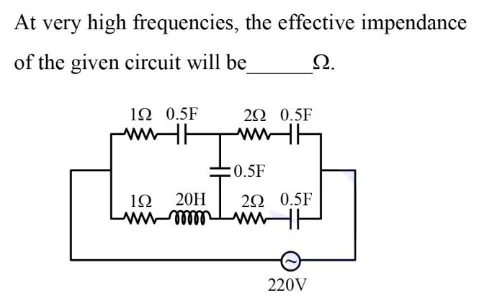 At very high frequencies, the effective impendance
of the given circuit will be______Ω.
1Ω 0.5F 2Ω 0.5F
0.5F
1Ω 20H 2Ω 0.5F
220V